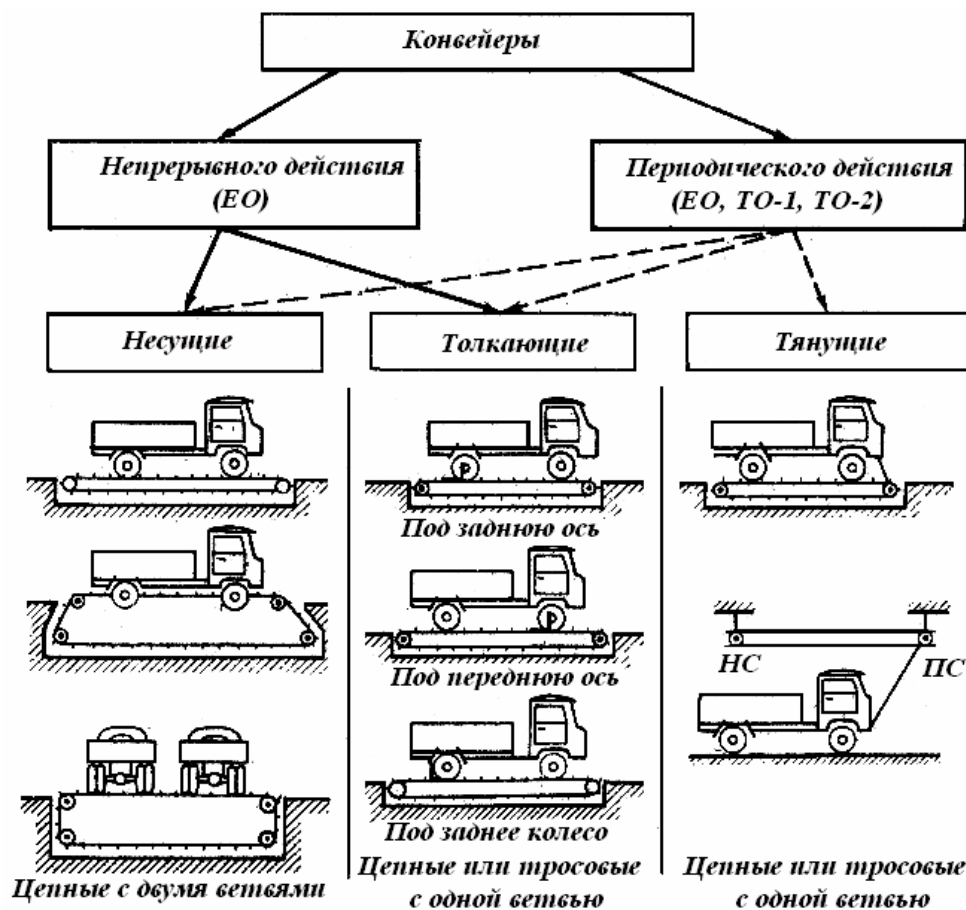 Конвейеры
Непрерывного действия
(ЕО)
Периодического действия
(ЕО, ТО-1, ТО-2)
Несущие
Толкающие
Тянущие
Под заднюю ось
Под переднюю ось
НС
ПС
Под заднее колесо
Цепные с двумя ветвями
Цепные или тросовые
с одной ветвью
Цепные или тросовые
с одной ветвью